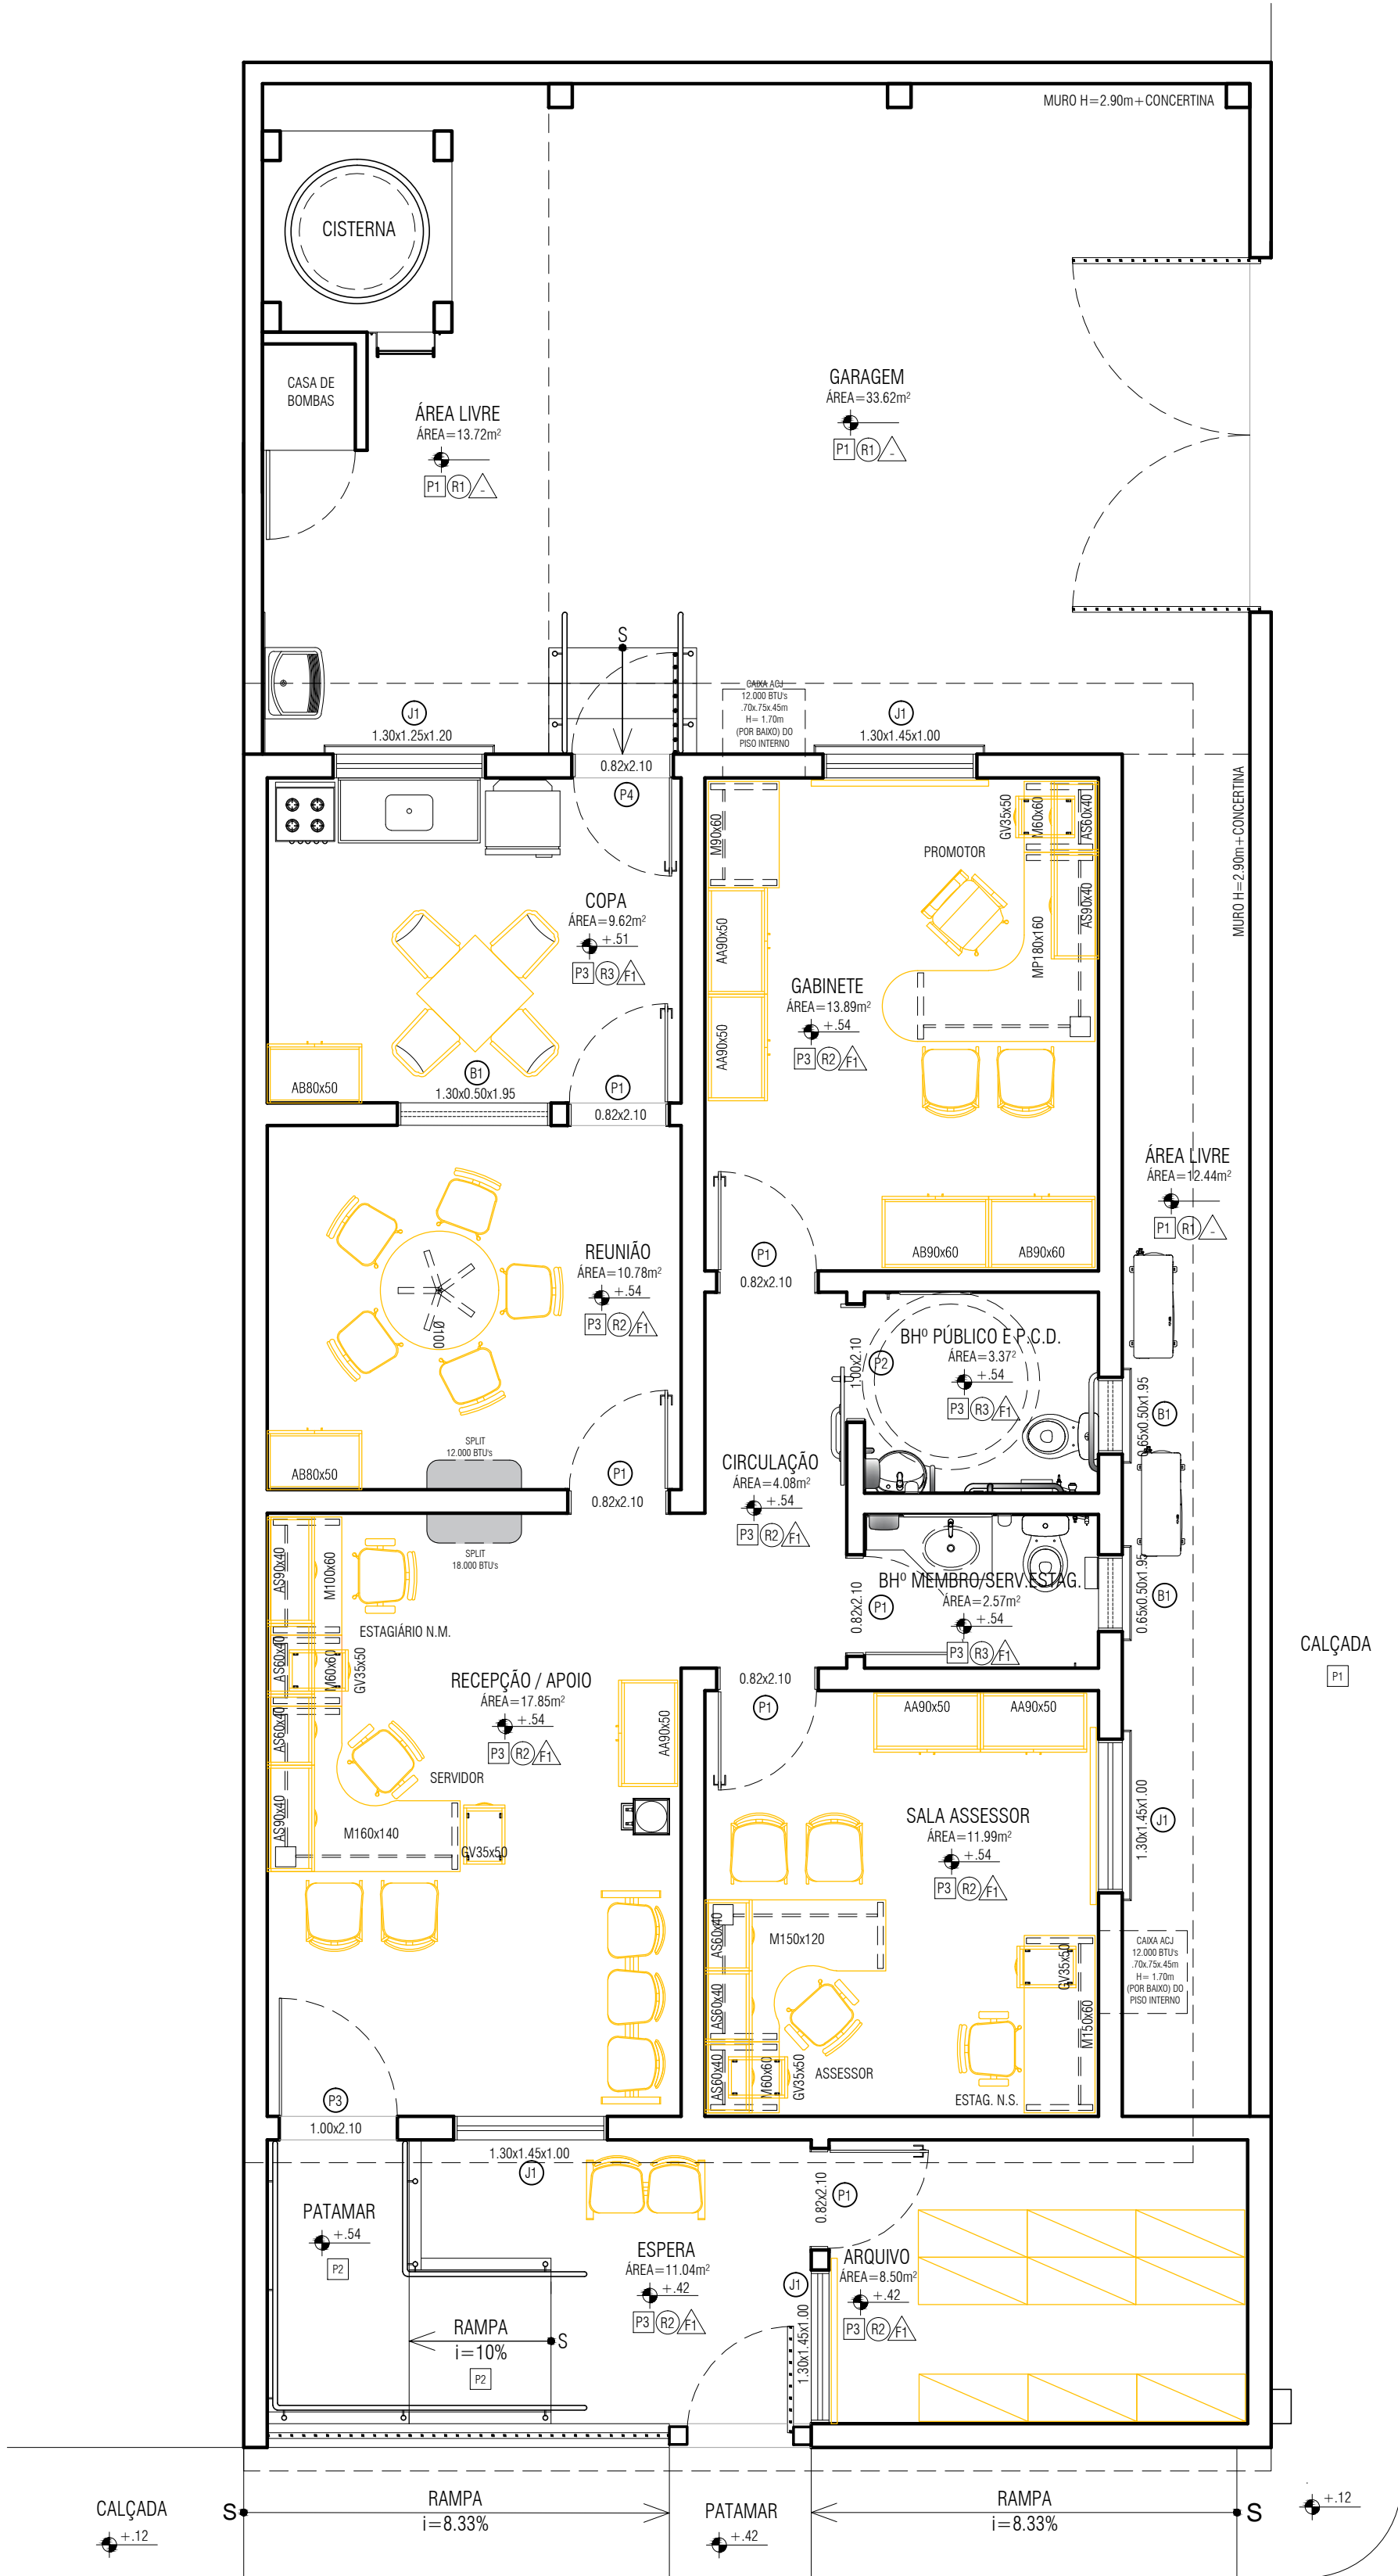 MURO H=2.90m+CONCERTINA
CISTERNA
CASA DE
BOMBAS
ÁREA LIVRE
ÁREA=13.72m²
P1 R1 -
GARAGEM
ÁREA=33.62m²
P1 R1 -
S
J1
1.30x1.25x1.20
CAIXA ACJ
12.000 BTU's
.70x.75x.45m
H= 1.70m
(POR BAIXO) DO
PISO INTERNO
J1
1.30x1.45x1.00
0.82x2.10
P4
MURO H=2.90m+CONCERTINA
COPA
ÁREA=9.62m²
+.51
P3 R3 F1
AB80x50
B1
1.30x0.50x1.95
P1
0.82x2.10
M90x60
AA90x50
AA90x50
PROMOTOR
GV35x50
M60x60
AS60x40
AS90x40
MP180x160
GABINETE
ÁREA=13.89m²
+.54
P3 R2 F1
AB90x60
AB90x60
P1
0.82x2.10
ÁREA LIVRE
ÁREA=12.44m²
P1 R1 -
REUNIÃO
ÁREA=10.78m²
+.54
P3 R2 F1
Ø100
AB80x50
SPLIT
12.000 BTU's
P1
0.82x2.10
SPLIT
18.000 BTU's
BHº PÚBLICO E P.C.D.
ÁREA=3.37²
+.54
P3 R3 F1
P2
1.00x2.10
B1
0.65x0.50x1.95
CIRCULAÇÃO
ÁREA=4.08m²
+.54
P3 R2 F1
BHº MEMBRO/SERV.ESTAG.
ÁREA=2.57m²
+.54
P3 R3 F1
P1
0.82x2.10
B1
0.65x0.50x1.95
CALÇADA
P1
AS90x40
M100x60
ESTAGIÁRIO N.M.
AS60x40
M60x60
GV35x50
AS60x40
AS90x40
SERVIDOR
M160x140
GV35x50
RECEPÇÃO / APOIO
ÁREA=17.85m²
+.54
P3 R2 F1
AA90x50
0.82x2.10
P1
AA90x50
AA90x50
SALA ASSESSOR
ÁREA=11.99m²
+.54
P3 R2 F1
J1
1.30x1.45x1.00
AS60x40
M150x120
AS60x40
AS60x40
M60x60
GV35x50
ASSESSOR
GV35x50
M150x60
ESTAG. N.S.
CAIXA ACJ
12.000 BTU's
.70x.75x.45m
H= 1.70m
(POR BAIXO) DO
PISO INTERNO
P3
1.00x2.10
1.30x1.45x1.00
J1
PATAMAR
+.54
P2
P1
0.82x2.10
ESPERA
ÁREA=11.04m²
+.42
P3 R2 F1
J1
1.30x1.45x1.00
ARQUIVO
ÁREA=8.50m²
+.42
P3 R2 F1
RAMPA
i=10%
S
P2
CALÇADA
+.12
S
RAMPA
i=8.33%
PATAMAR
+.42
RAMPA
i=8.33%
S
+.12